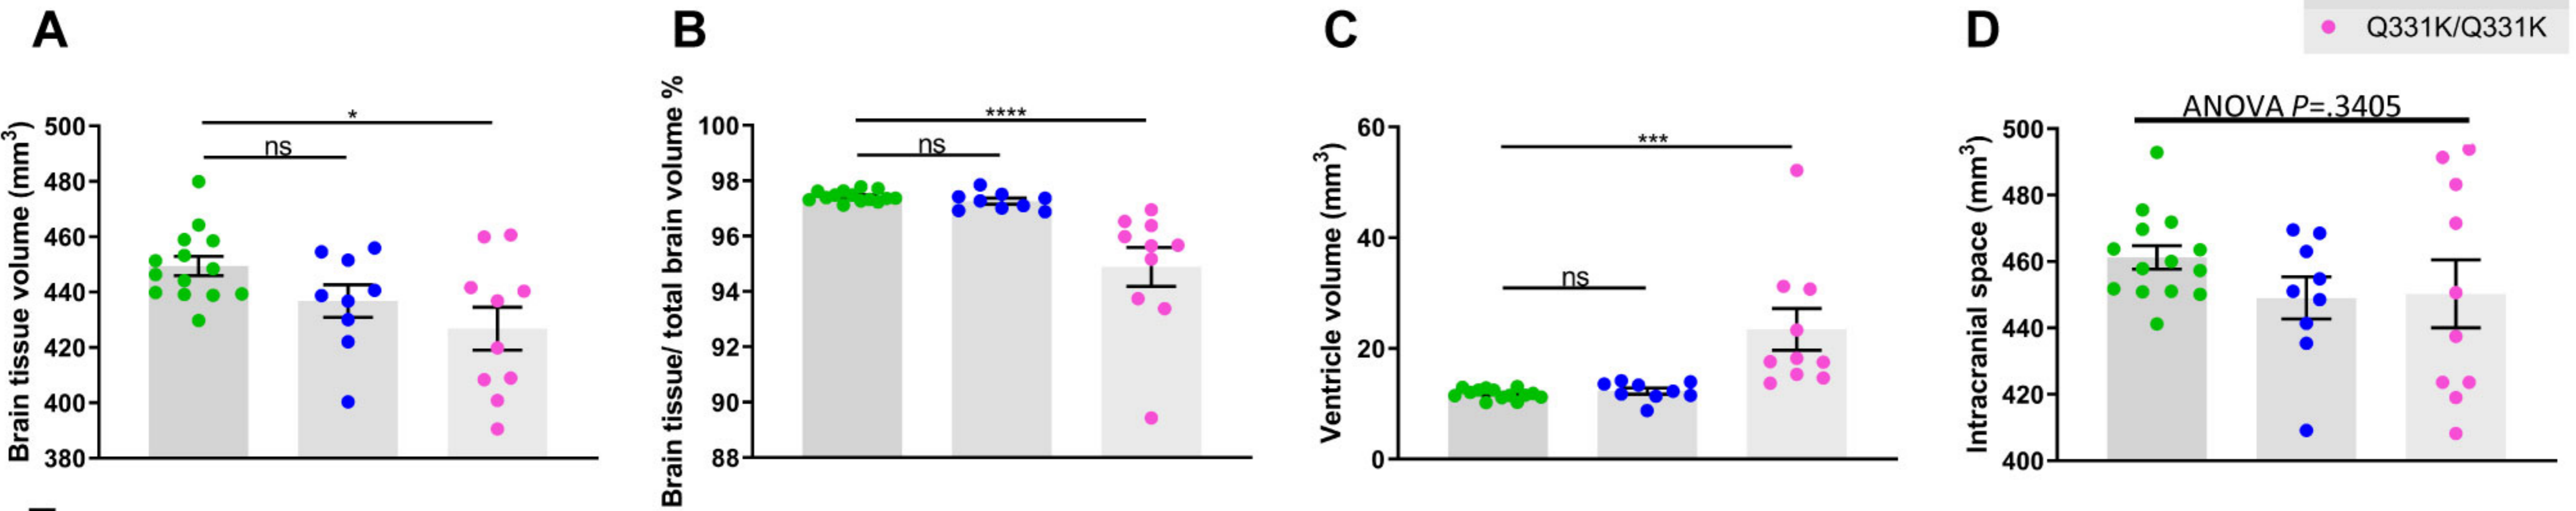 A
B
C
D
Q331K/Q331K
Brain tissue volume (mm3)
500
480
460
440
420
400
380
*
ns
Brain tissue/ total brain volume %
100
98
96
94
92
90
88
****
ns
Ventricle volume (mm3)
60
40
20
0
***
ns
Intracranial space (mm3)
500
480
460
440
420
400
ANOVA P=.3405